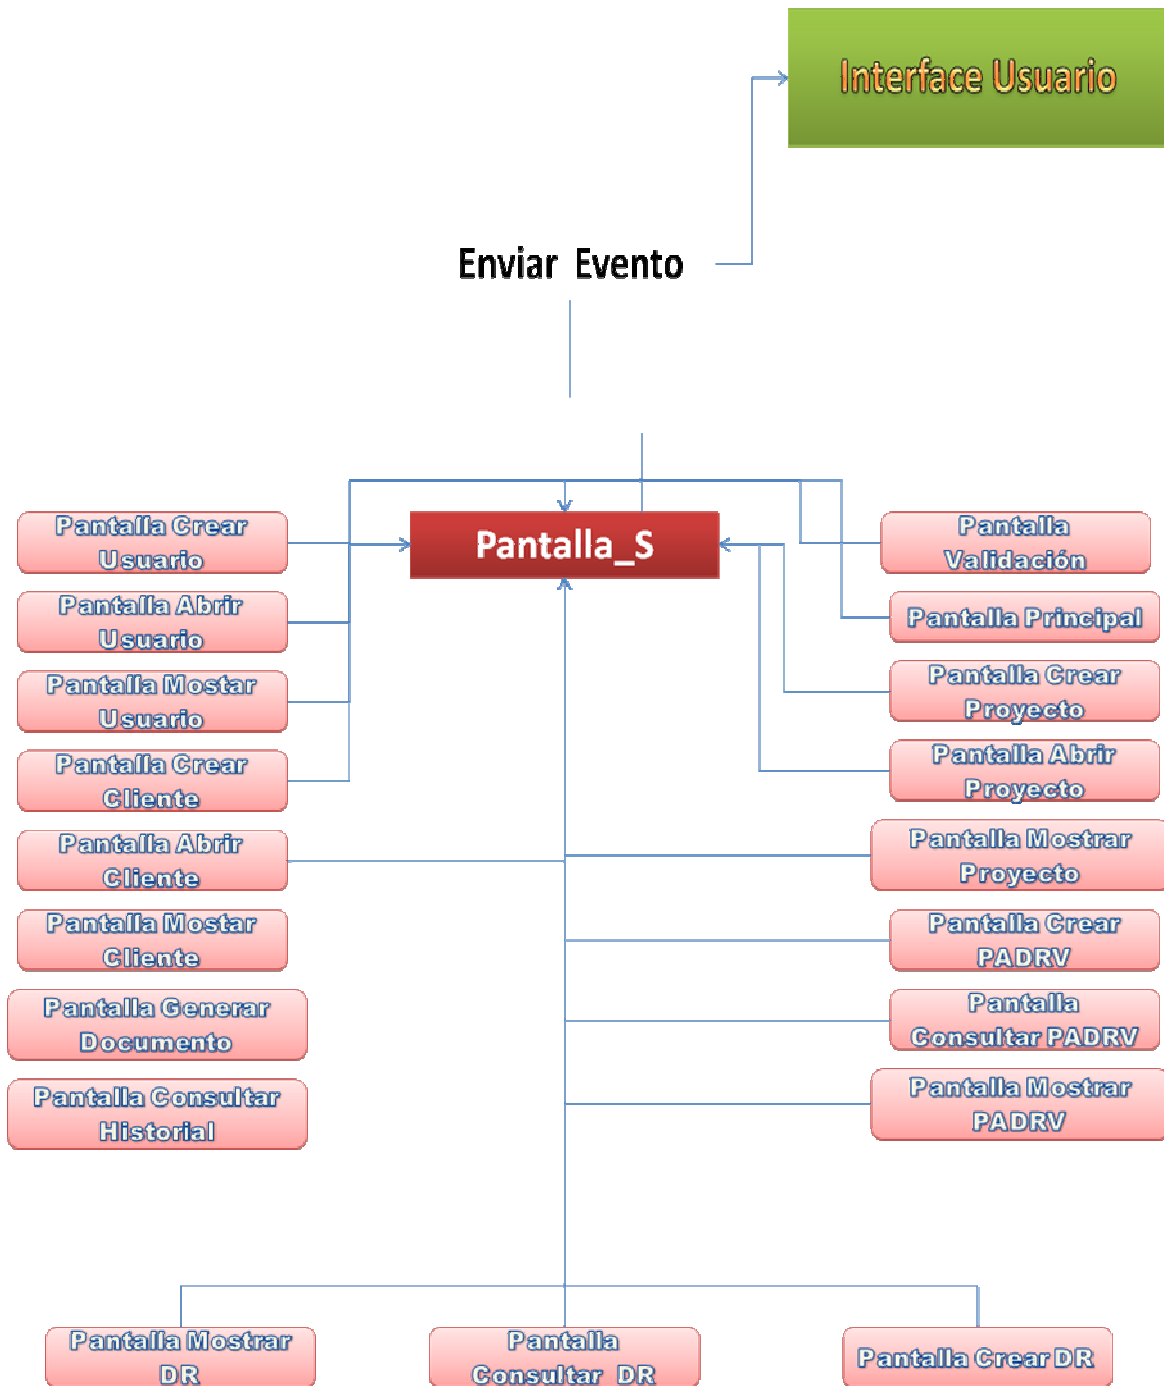 Interface Usuario
Enviar Evento
Pantalla_S
Pantalla Crear
Usuario
Pantalla Abrir
Usuario
Pantalla Mostar
Usuario
Pantalla Crear
Cliente
Pantalla Abrir
Cliente
Pantalla Mostar
Cliente
Pantalla Generar
Documento
Pantalla Consultar
Historial
Pantalla
Validación
Pantalla Principal
Pantalla Crear
Proyecto
Pantalla Abrir
Proyecto
Pantalla Mostrar
Proyecto
Pantalla Crear
PADRV
Pantalla
Consultar PADRV
Pantalla Mostrar
PADRV
Pantalla Mostrar
DR
Pantalla
Consultar DR
Pantalla Crear DR